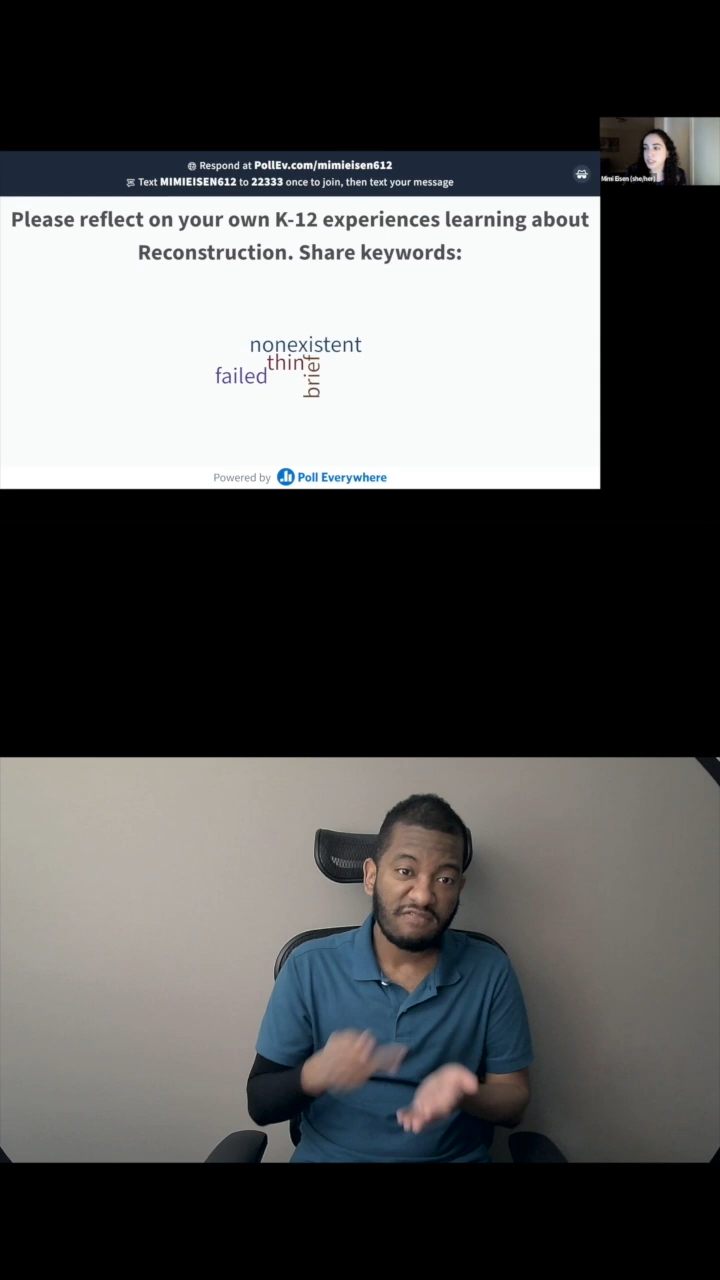 Respond at PollEv.com/mimieisen612
Text MIMIEISEN612 to 22333 once to join, then text your message
Mimi Eisen (she/her)
Please reflect on your own K-12 experiences learning about
Reconstruction. Share keywords:
nonexistent
thin
brief
failed
Powered by Poll Everywhere